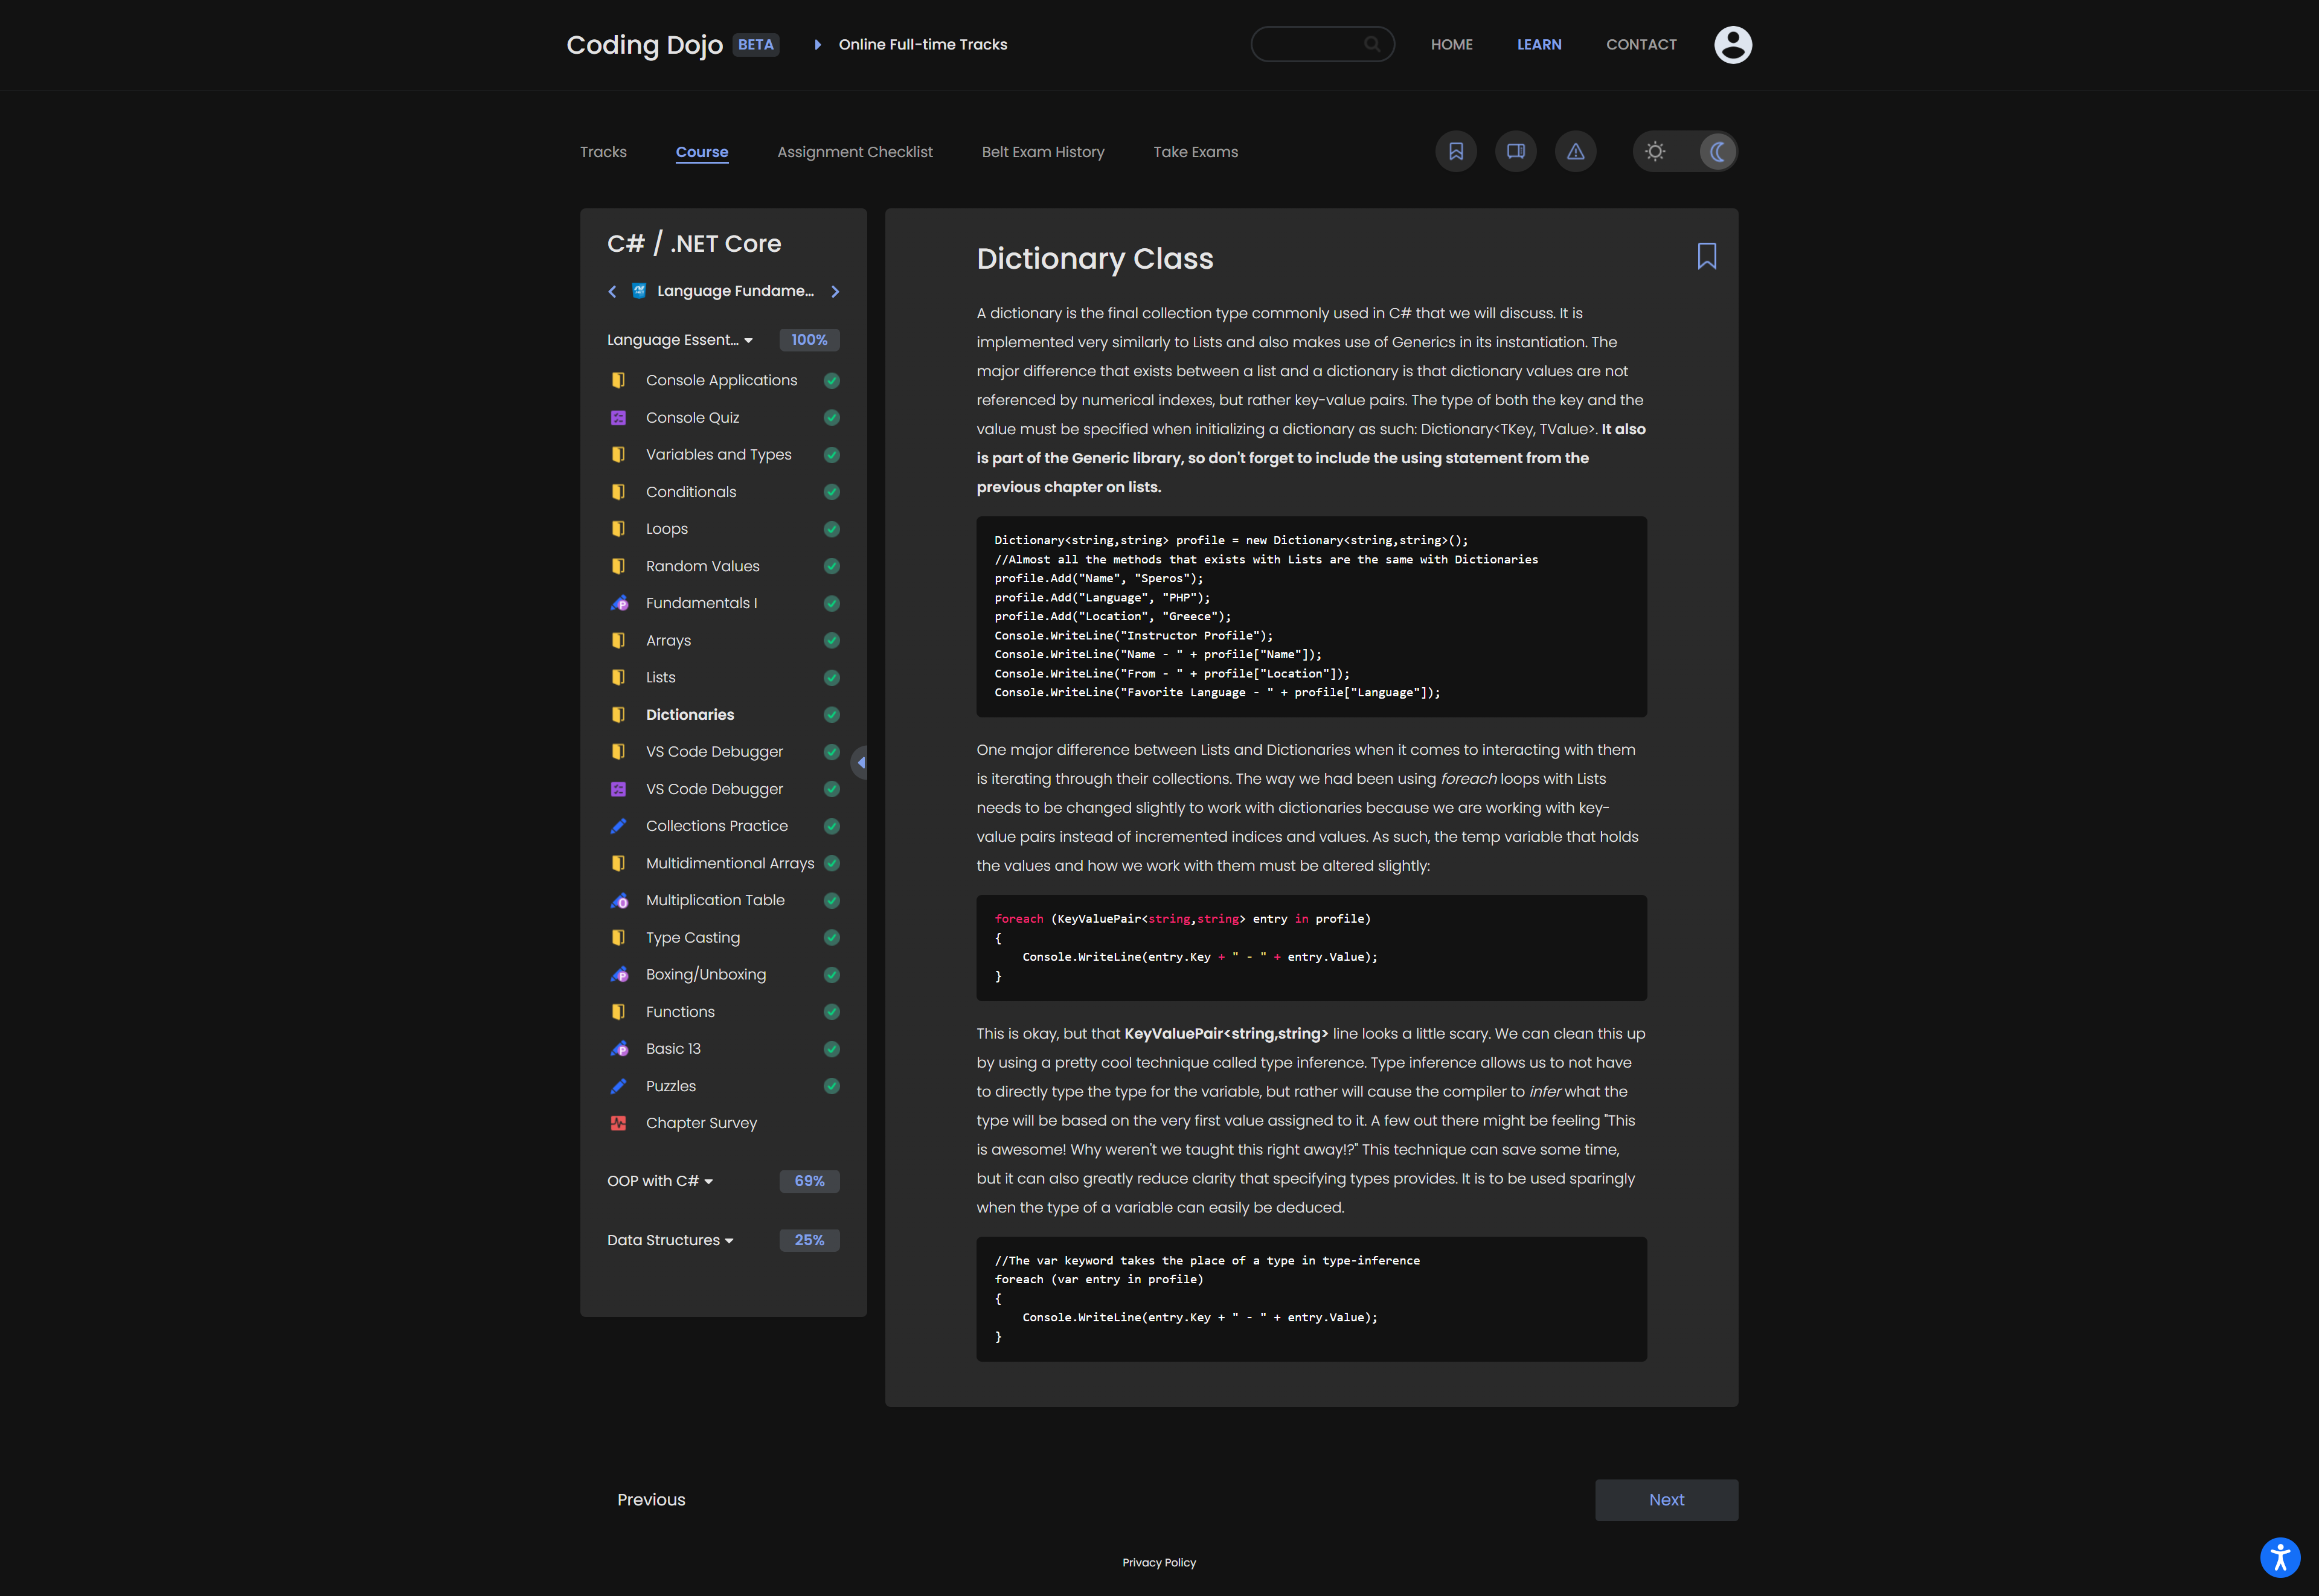 Coding Dojo BETA Online Full-time Tracks HOME LEARN CONTACT
Tracks Course Assignment Checklist Belt Exam History Take Exams
C# / .NET Core
Language Fundame...
Language Essent... 100%
Console Applications
Console Quiz
Variables and Types
Conditionals
Loops
Random Values
Fundamentals I
Arrays
Lists
Dictionaries
VS Code Debugger
VS Code Debugger
Collections Practice
Multidimentional Arrays
Multiplication Table
Type Casting
Boxing/Unboxing
Functions
Basic 13
Puzzles
Chapter Survey
OOP with C# 69%
Data Structures 25%
Dictionary Class
A dictionary is the final collection type commonly used in C# that we will discuss. It is
implemented very similarly to Lists and also makes use of Generics in its instantiation. The
major difference that exists between a list and a dictionary is that dictionary values are not
referenced by numerical indexes, but rather key-value pairs. The type of both the key and the
value must be specified when initializing a dictionary as such: Dictionary<TKey, TValue>. It also
is part of the Generic library, so don't forget to include the using statement from the
previous chapter on lists.
Dictionary<string,string> profile = new Dictionary<string,string>();
//Almost all the methods that exists with Lists are the same with Dictionaries
profile.Add("Name", "Speros");
profile.Add("Language", "PHP");
profile.Add("Location", "Greece");
Console.WriteLine("Instructor Profile");
Console.WriteLine("Name - " + profile["Name"]);
Console.WriteLine("From - " + profile["Location"]);
Console.WriteLine("Favorite Language - " + profile["Language"]);
One major difference between Lists and Dictionaries when it comes to interacting with them
is iterating through their collections. The way we had been using foreach loops with Lists
needs to be changed slightly to work with dictionaries because we are working with key-
value pairs instead of incremented indices and values. As such, the temp variable that holds
the values and how we work with them must be altered slightly:
foreach (KeyValuePair<string,string> entry in profile)
{
    Console.WriteLine(entry.Key + " - " + entry.Value);
}
This is okay, but that KeyValuePair<string,string> line looks a little scary. We can clean this up
by using a pretty cool technique called type inference. Type inference allows us to not have
to directly type the type for the variable, but rather will cause the compiler to infer what the
type will be based on the very first value assigned to it. A few out there might be feeling "This
is awesome! Why weren't we taught this right away!?" This technique can save some time,
but it can also greatly reduce clarity that specifying types provides. It is to be used sparingly
when the type of a variable can easily be deduced.
//The var keyword takes the place of a type in type-inference
foreach (var entry in profile)
{
    Console.WriteLine(entry.Key + " - " + entry.Value);
}
Previous Next
Privacy Policy